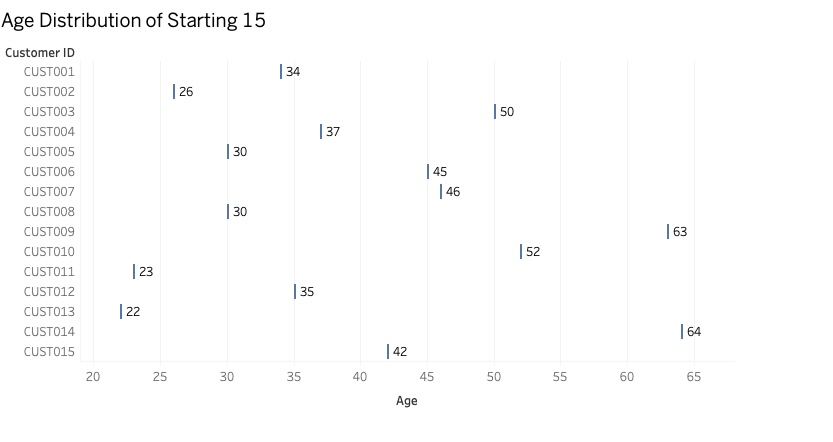 Age Distribution of Starting 15
Customer ID
CUST001 34
CUST002 26
CUST003 50
CUST004 37
CUST005 30
CUST006 45
CUST007 46
CUST008 30
CUST009 63
CUST010 52
CUST011 23
CUST012 35
CUST013 22
CUST014 64
CUST015 42
20 25 30 35 40 45 50 55 60 65
Age